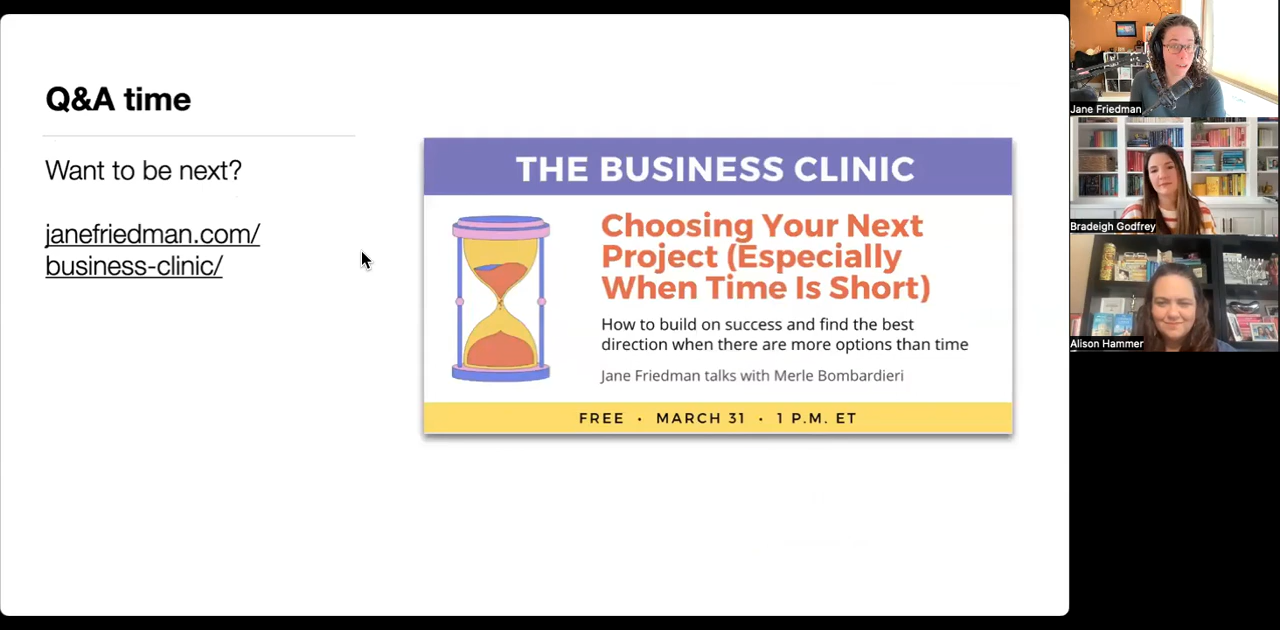 Q&A time
Want to be next?
janefriedman.com/
business-clinic/
THE BUSINESS CLINIC
Choosing Your Next
Project (Especially
When Time Is Short)
How to build on success and find the best
direction when there are more options than time
Jane Friedman talks with Merle Bombardieri
FREE · MARCH 31 · 1 P.M. ET
Jane Friedman
Bradeigh Godfrey
Alison Hammer